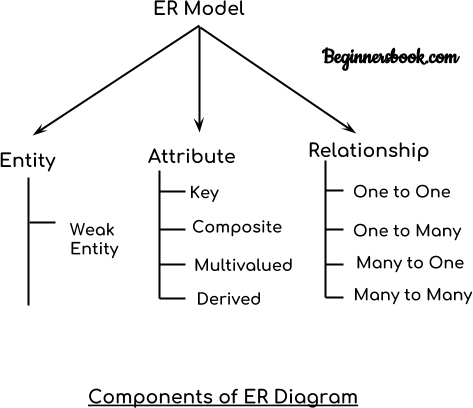 ER Model
Beginnersbook.com
Entity
Attribute
Relationship
Weak
Entity
Key
Composite
Multivalued
Derived
One to One
One to Many
Many to One
Many to Many
Components of ER Diagram